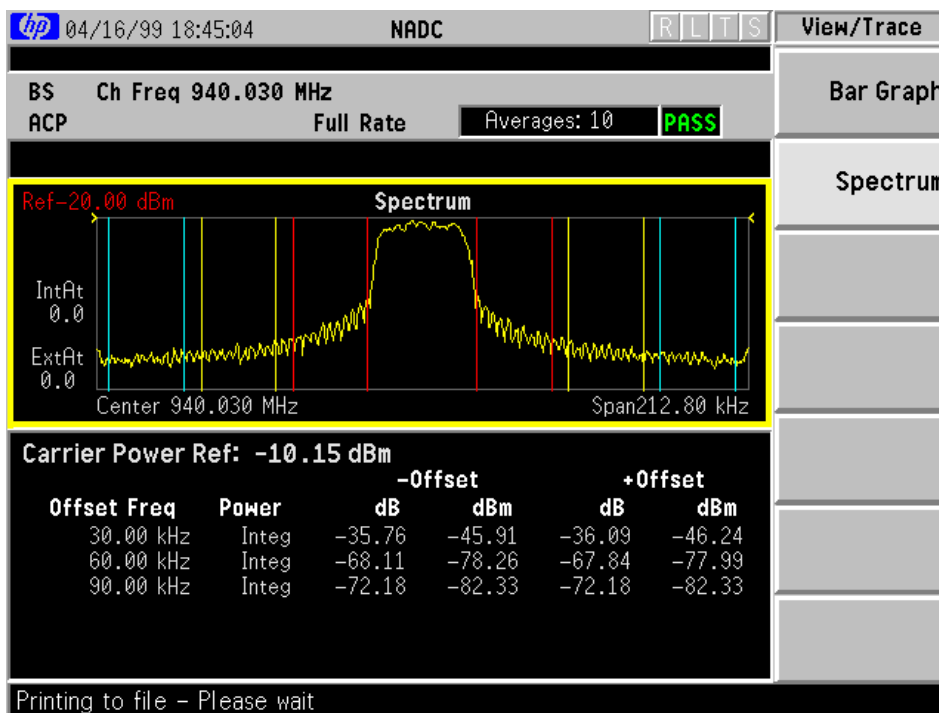 hp 04/16/99 18:45:04 NADC R L T S View/Trace
BS Ch Freq 940.030 MHz
ACP Full Rate Averages: 10 PASS
Bar Graph
Spectrum
Ref-20.00 dBm Spectrum
IntAt
0.0
ExtAt
0.0
Center 940.030 MHz Span212.80 kHz
Carrier Power Ref: -10.15 dBm
-Offset +Offset
Offset Freq Power dB dBm dB dBm
30.00 kHz Integ -35.76 -45.91 -36.09 -46.24
60.00 kHz Integ -68.11 -78.26 -67.84 -77.99
90.00 kHz Integ -72.18 -82.33 -72.18 -82.33
Printing to file - Please wait